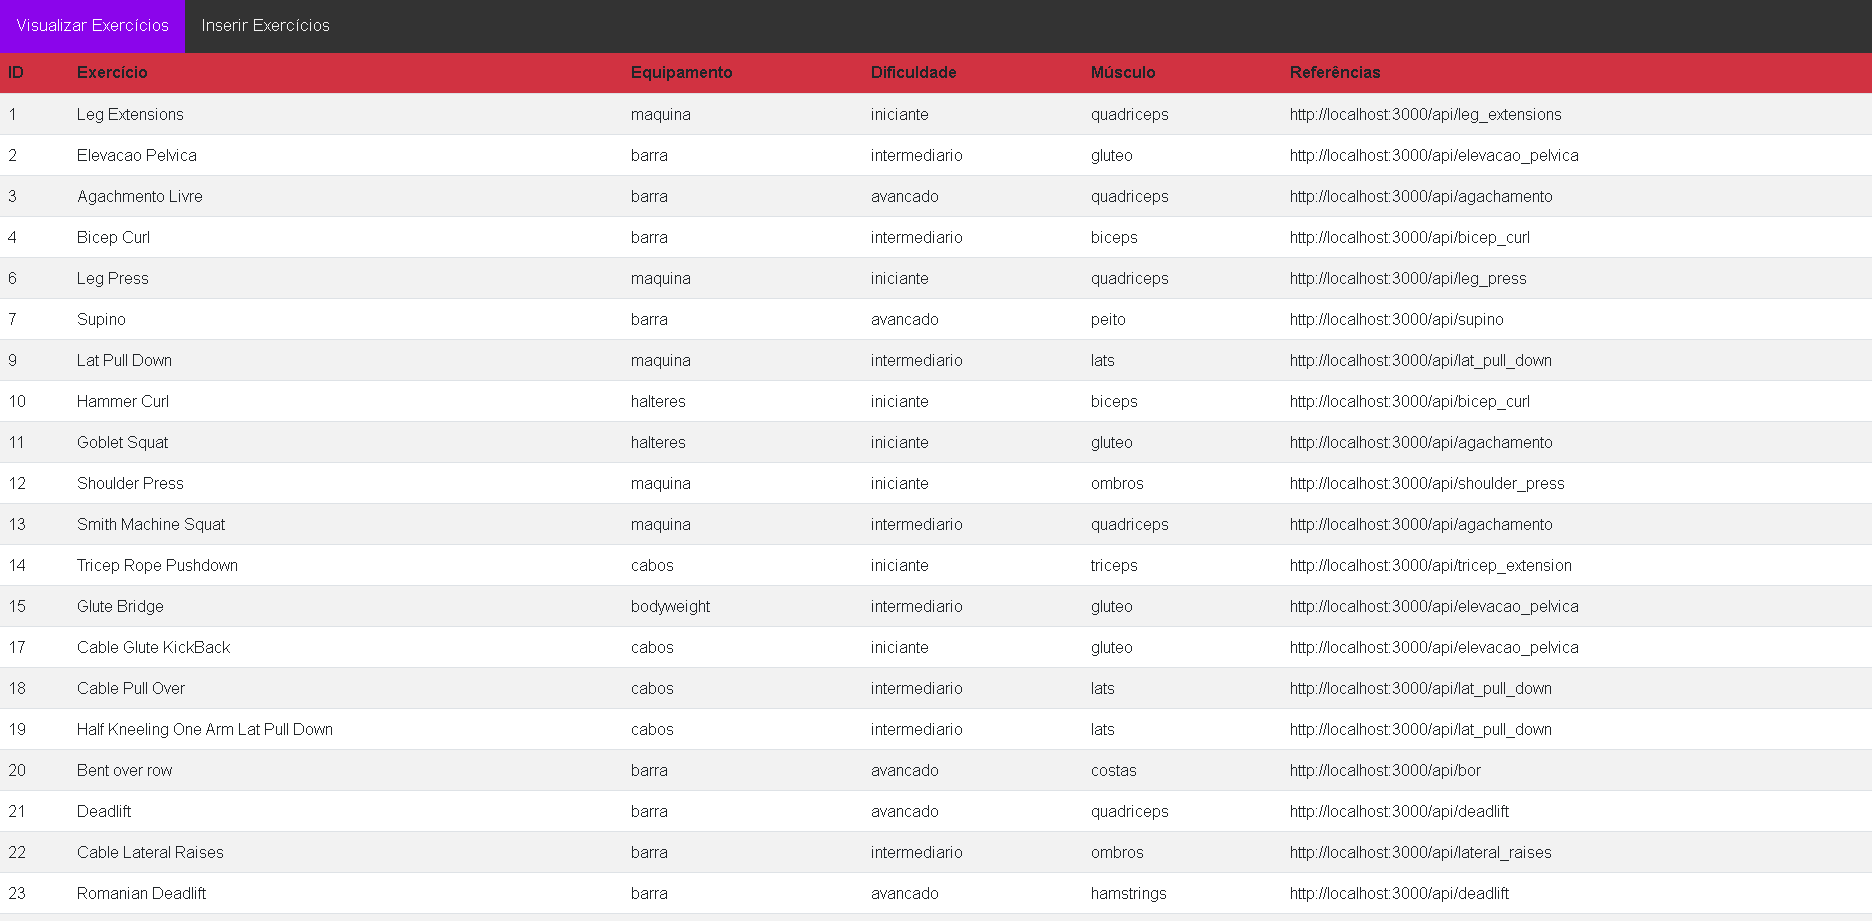 Visualizar Exercícios Inserir Exercícios
ID Exercício Equipamento Dificuldade Músculo Referências
1 Leg Extensions maquina iniciante quadriceps http://localhost:3000/api/leg_extensions
2 Elevacao Pelvica barra intermediario gluteo http://localhost:3000/api/elevacao_pelvica
3 Agachmento Livre barra avancado quadriceps http://localhost:3000/api/agachamento
4 Bicep Curl barra intermediario biceps http://localhost:3000/api/bicep_curl
6 Leg Press maquina iniciante quadriceps http://localhost:3000/api/leg_press
7 Supino barra avancado peito http://localhost:3000/api/supino
9 Lat Pull Down maquina intermediario lats http://localhost:3000/api/lat_pull_down
10 Hammer Curl halteres iniciante biceps http://localhost:3000/api/bicep_curl
11 Goblet Squat halteres iniciante gluteo http://localhost:3000/api/agachamento
12 Shoulder Press maquina iniciante ombros http://localhost:3000/api/shoulder_press
13 Smith Machine Squat maquina intermediario quadriceps http://localhost:3000/api/agachamento
14 Tricep Rope Pushdown cabos iniciante triceps http://localhost:3000/api/tricep_extension
15 Glute Bridge bodyweight intermediario gluteo http://localhost:3000/api/elevacao_pelvica
17 Cable Glute KickBack cabos iniciante gluteo http://localhost:3000/api/elevacao_pelvica
18 Cable Pull Over cabos intermediario lats http://localhost:3000/api/lat_pull_down
19 Half Kneeling One Arm Lat Pull Down cabos intermediario lats http://localhost:3000/api/lat_pull_down
20 Bent over row barra avancado costas http://localhost:3000/api/bor
21 Deadlift barra avancado quadriceps http://localhost:3000/api/deadlift
22 Cable Lateral Raises barra intermediario ombros http://localhost:3000/api/lateral_raises
23 Romanian Deadlift barra avancado hamstrings http://localhost:3000/api/deadlift